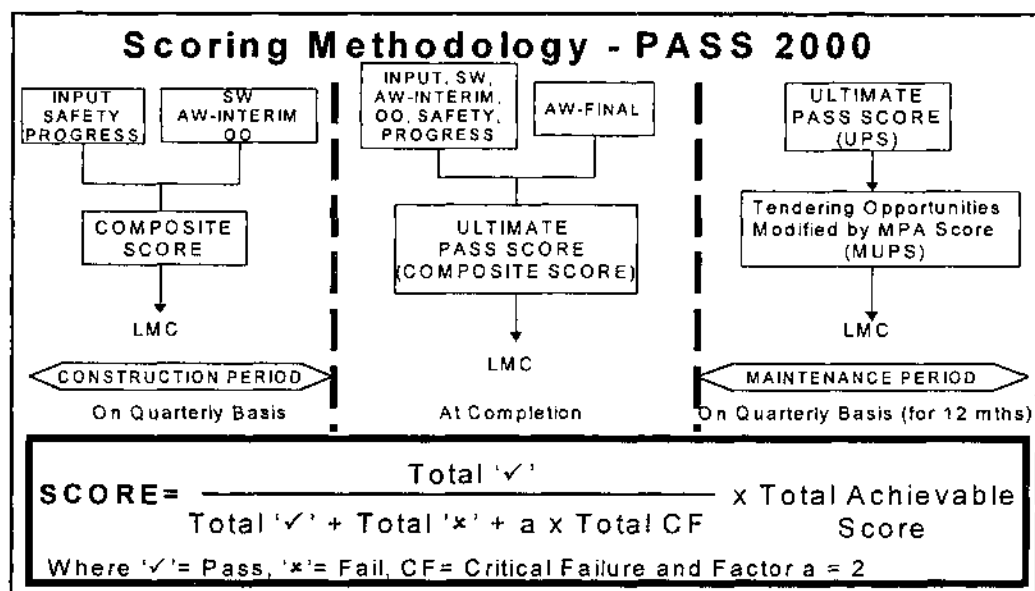 Scoring Methodology - PASS 2000
INPUT
SAFETY
PROGRESS
SW
AW-INTERIM
OO
COMPOSITE
SCORE
LMC
CONSTRUCTION PERIOD
On Quarterly Basis
INPUT, SW,
AW-INTERIM,
OO, SAFETY,
PROGRESS
AW-FINAL
ULTIMATE
PASS SCORE
(COMPOSITE SCORE)
LMC
At Completion
ULTIMATE
PASS SCORE
(UPS)
Tendering Opportunities
Modified by MPA Score
(MUPS)
LMC
MAINTENANCE PERIOD
On Quarterly Basis (for 12 mths)
SCORE= Total '✓' / Total '✓' + Total '×' + a x Total CF x Total Achievable
Score
Where '✓'= Pass, '×'= Fail, CF= Critical Failure and Factor a = 2